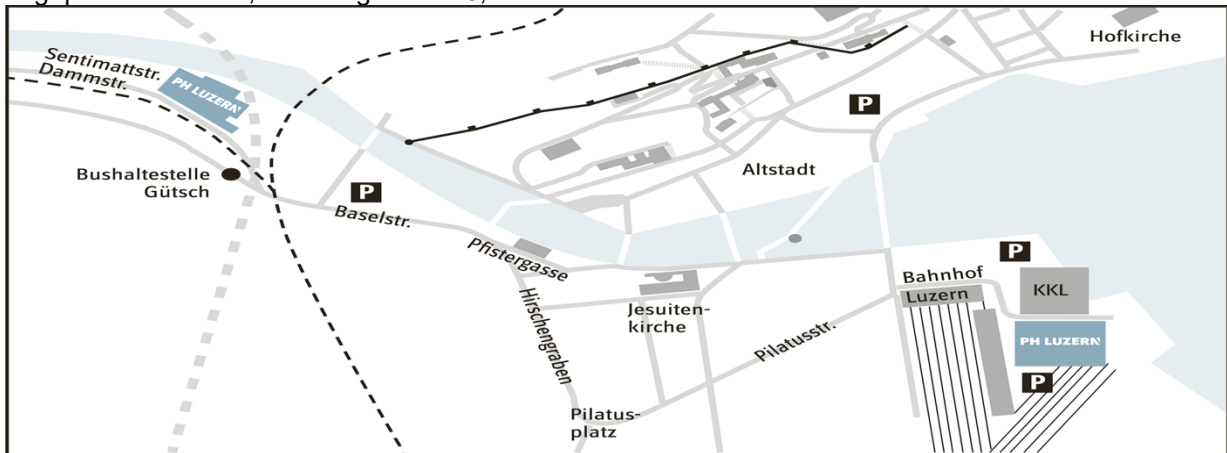 Sentimattstr.
Dammstr.
PH LUZERN
Hofkirche
P
Bushaltestelle
Gütsch
P
Baselstr.
Altstadt
Pfistergasse
Hirschengraben
Jesuiten-
kirche
Pilatusstr.
Pilatus-
platz
P
Bahnhof
Luzern
KKL
PH LUZERN
P